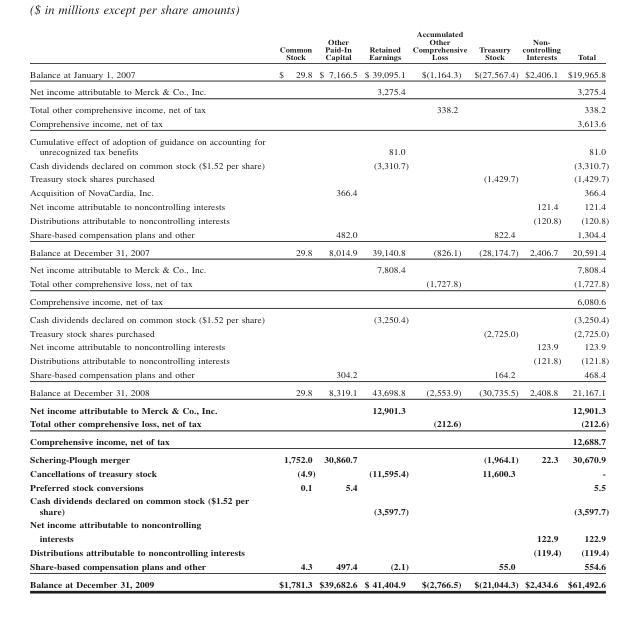 ($ in millions except per share amounts)
Common Stock Other Paid-In Capital Retained Earnings Accumulated Other Comprehensive Loss Treasury Stock Non-controlling Interests Total
Balance at January 1, 2007 $ 29.8 $ 7,166.5 $ 39,095.1 $(1,164.3) $(27,567.4) $2,406.1 $19,965.8
Net income attributable to Merck & Co., Inc. 3,275.4 3,275.4
Total other comprehensive income, net of tax 338.2 338.2
Comprehensive income, net of tax 3,613.6
Cumulative effect of adoption of guidance on accounting for
unrecognized tax benefits 81.0 81.0
Cash dividends declared on common stock ($1.52 per share) (3,310.7) (3,310.7)
Treasury stock shares purchased (1,429.7) (1,429.7)
Acquisition of NovaCardia, Inc. 366.4 366.4
Net income attributable to noncontrolling interests 121.4 121.4
Distributions attributable to noncontrolling interests (120.8) (120.8)
Share-based compensation plans and other 482.0 822.4 1,304.4
Balance at December 31, 2007 29.8 8,014.9 39,140.8 (826.1) (28,174.7) 2,406.7 20,591.4
Net income attributable to Merck & Co., Inc. 7,808.4 7,808.4
Total other comprehensive loss, net of tax (1,727.8) (1,727.8)
Comprehensive income, net of tax 6,080.6
Cash dividends declared on common stock ($1.52 per share) (3,250.4) (3,250.4)
Treasury stock shares purchased (2,725.0) (2,725.0)
Net income attributable to noncontrolling interests 123.9 123.9
Distributions attributable to noncontrolling interests (121.8) (121.8)
Share-based compensation plans and other 304.2 164.2 468.4
Balance at December 31, 2008 29.8 8,319.1 43,698.8 (2,553.9) (30,735.5) 2,408.8 21,167.1
Net income attributable to Merck & Co., Inc. 12,901.3 12,901.3
Total other comprehensive loss, net of tax (212.6) (212.6)
Comprehensive income, net of tax 12,688.7
Schering-Plough merger 1,752.0 30,860.7 (1,964.1) 22.3 30,670.9
Cancellations of treasury stock (4.9) (11,595.4) 11,600.3 -
Preferred stock conversions 0.1 5.4 5.5
Cash dividends declared on common stock ($1.52 per
share) (3,597.7) (3,597.7)
Net income attributable to noncontrolling
interests 122.9 122.9
Distributions attributable to noncontrolling interests (119.4) (119.4)
Share-based compensation plans and other 4.3 497.4 (2.1) 55.0 554.6
Balance at December 31, 2009 $1,781.3 $39,682.6 $ 41,404.9 $(2,766.5) $(21,044.3) $2,434.6 $61,492.6